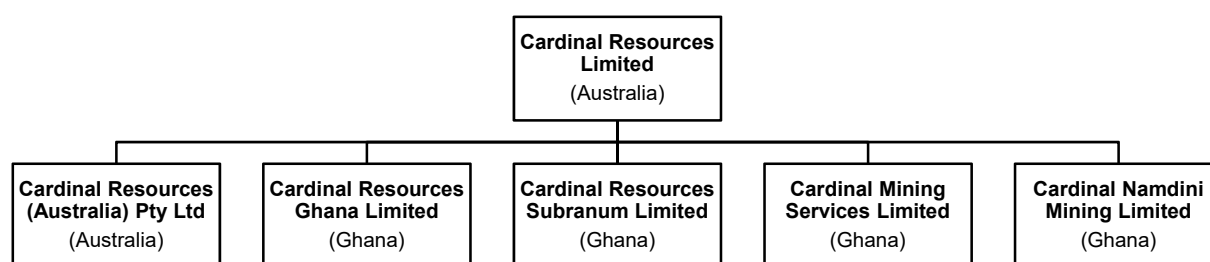 Cardinal Resources
Limited
(Australia)
Cardinal Resources
(Australia) Pty Ltd
(Australia)
Cardinal Resources
Ghana Limited
(Ghana)
Cardinal Resources
Subranum Limited
(Ghana)
Cardinal Mining
Services Limited
(Ghana)
Cardinal Namdini
Mining Limited
(Ghana)